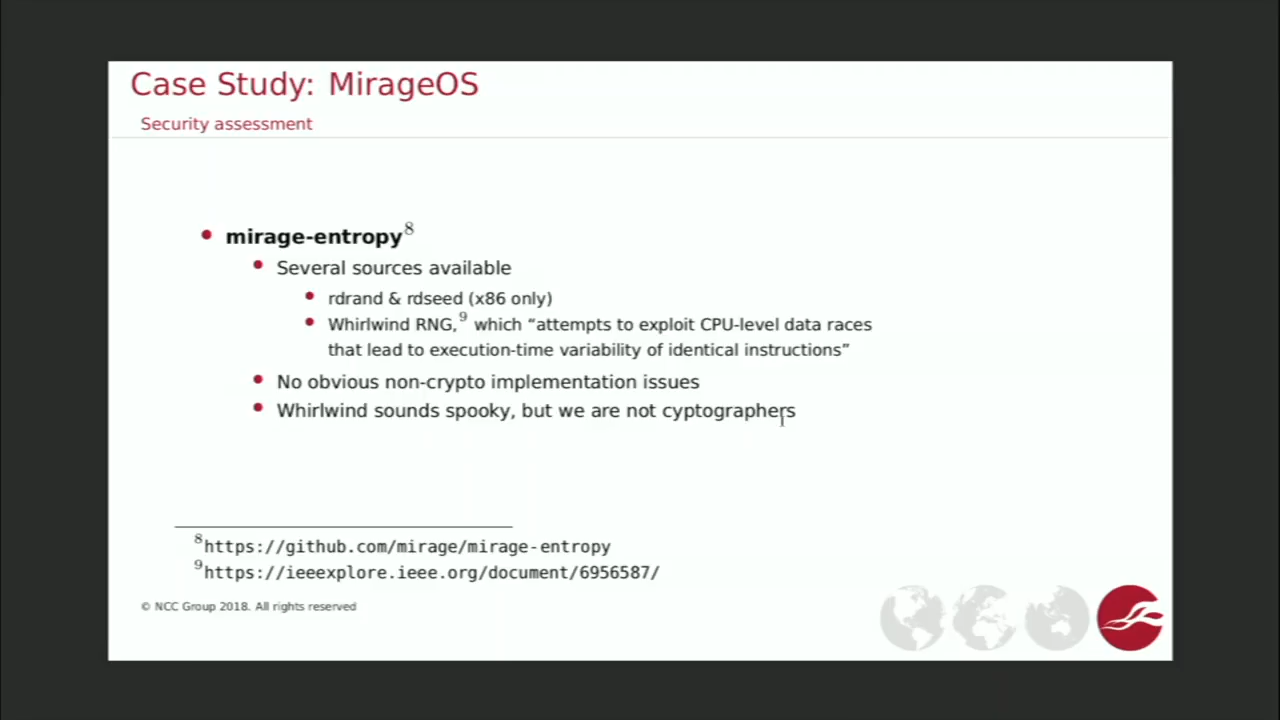 Case Study: MirageOS
Security assessment
• mirage-entropy⁸
• Several sources available
• rdrand & rdseed (x86 only)
• Whirlwind RNG,⁹ which “attempts to exploit CPU-level data races
that lead to execution-time variability of identical instructions”
• No obvious non-crypto implementation issues
• Whirlwind sounds spooky, but we are not cyptographers
⁸https://github.com/mirage/mirage-entropy
⁹https://ieeexplore.ieee.org/document/6956587/
© NCC Group 2018. All rights reserved